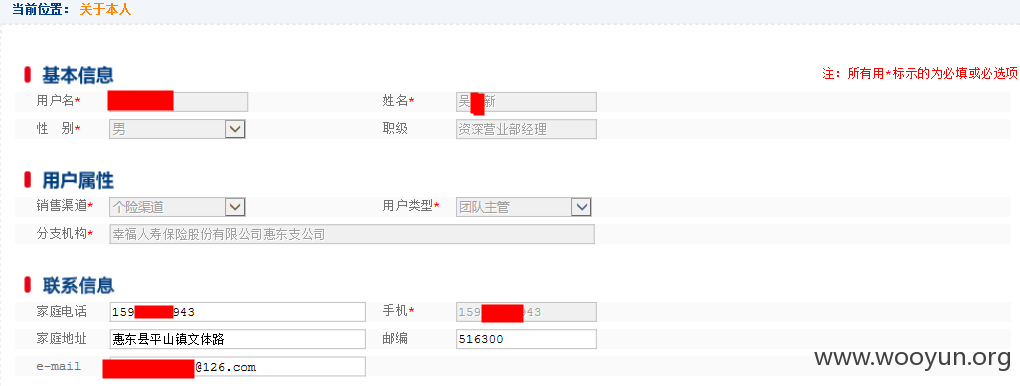 当前位置： 关于本人
基本信息 注：所有用*标示的为必填或必选项
用户名* 姓名* 吴 新
性 别* 男 职级 资深营业部经理
用户属性
销售渠道* 个险渠道 用户类型* 团队主管
分支机构* 幸福人寿保险股份有限公司惠东支公司
联系信息
家庭电话 159 943 手机* 159 943
家庭地址 惠东县平山镇文体路 邮编 516300
e-mail @126.com
www.wooyun.org